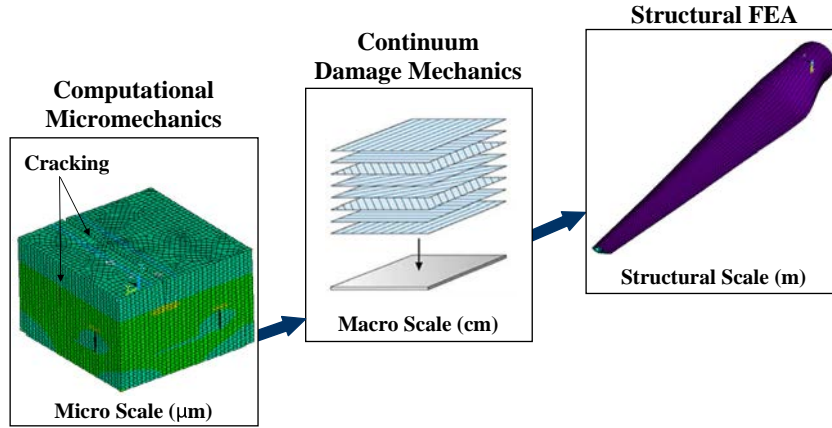 Computational
Micromechanics
Cracking
Micro Scale (μm)
Continuum
Damage Mechanics
Macro Scale (cm)
Structural FEA
Structural Scale (m)